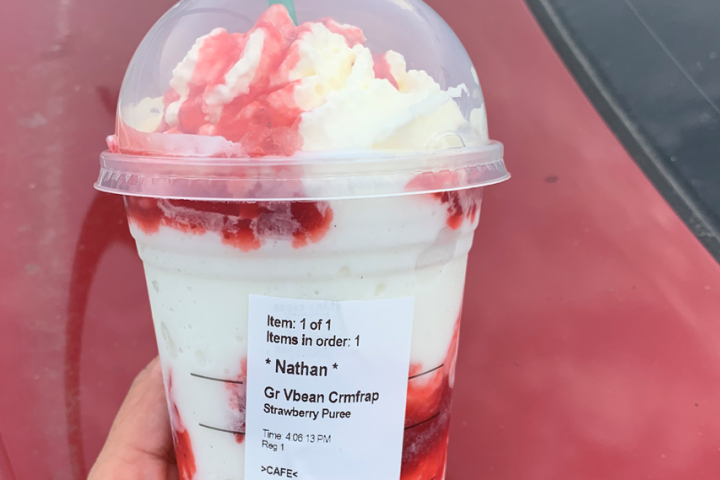 Item: 1 of 1
Items in order: 1
* Nathan *
Gr Vbean Crmfrap
Strawberry Puree
Time: 4:06:13 PM
Reg 1
>CAFE<